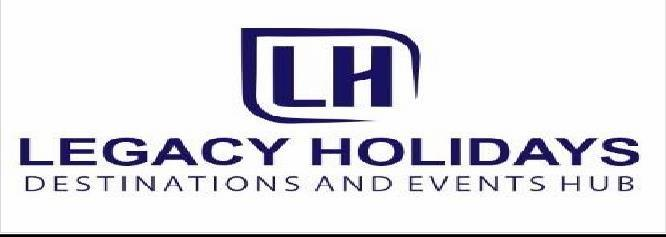 LH
LEGACY HOLIDAYS
DESTINATIONS AND EVENTS HUB